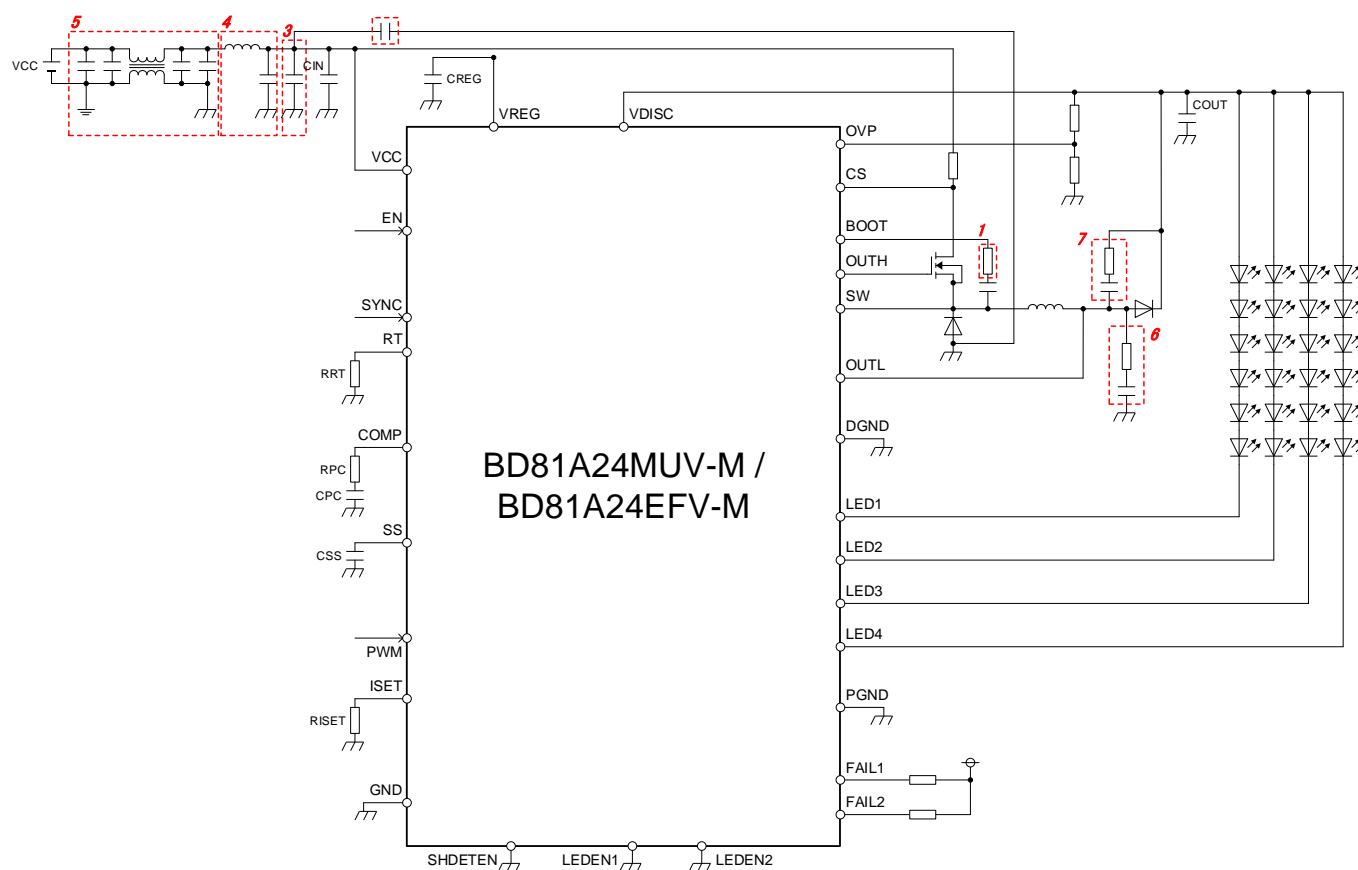 5
4
3
VCC
CIN
CREG
VREG
VDISC
COUT
OVP
VCC
CS
EN
BOOT
1
7
OUTH
SYNC
SW
RT
6
RRT
OUTL
COMP
DGND
RPC
CPC
BD81A24MUV-M /
BD81A24EFV-M
LED1
SS
CSS
LED2
LED3
LED4
PWM
ISET
PGND
RISET
FAIL1
GND
FAIL2
SHDETEN
LEDEN1
LEDEN2